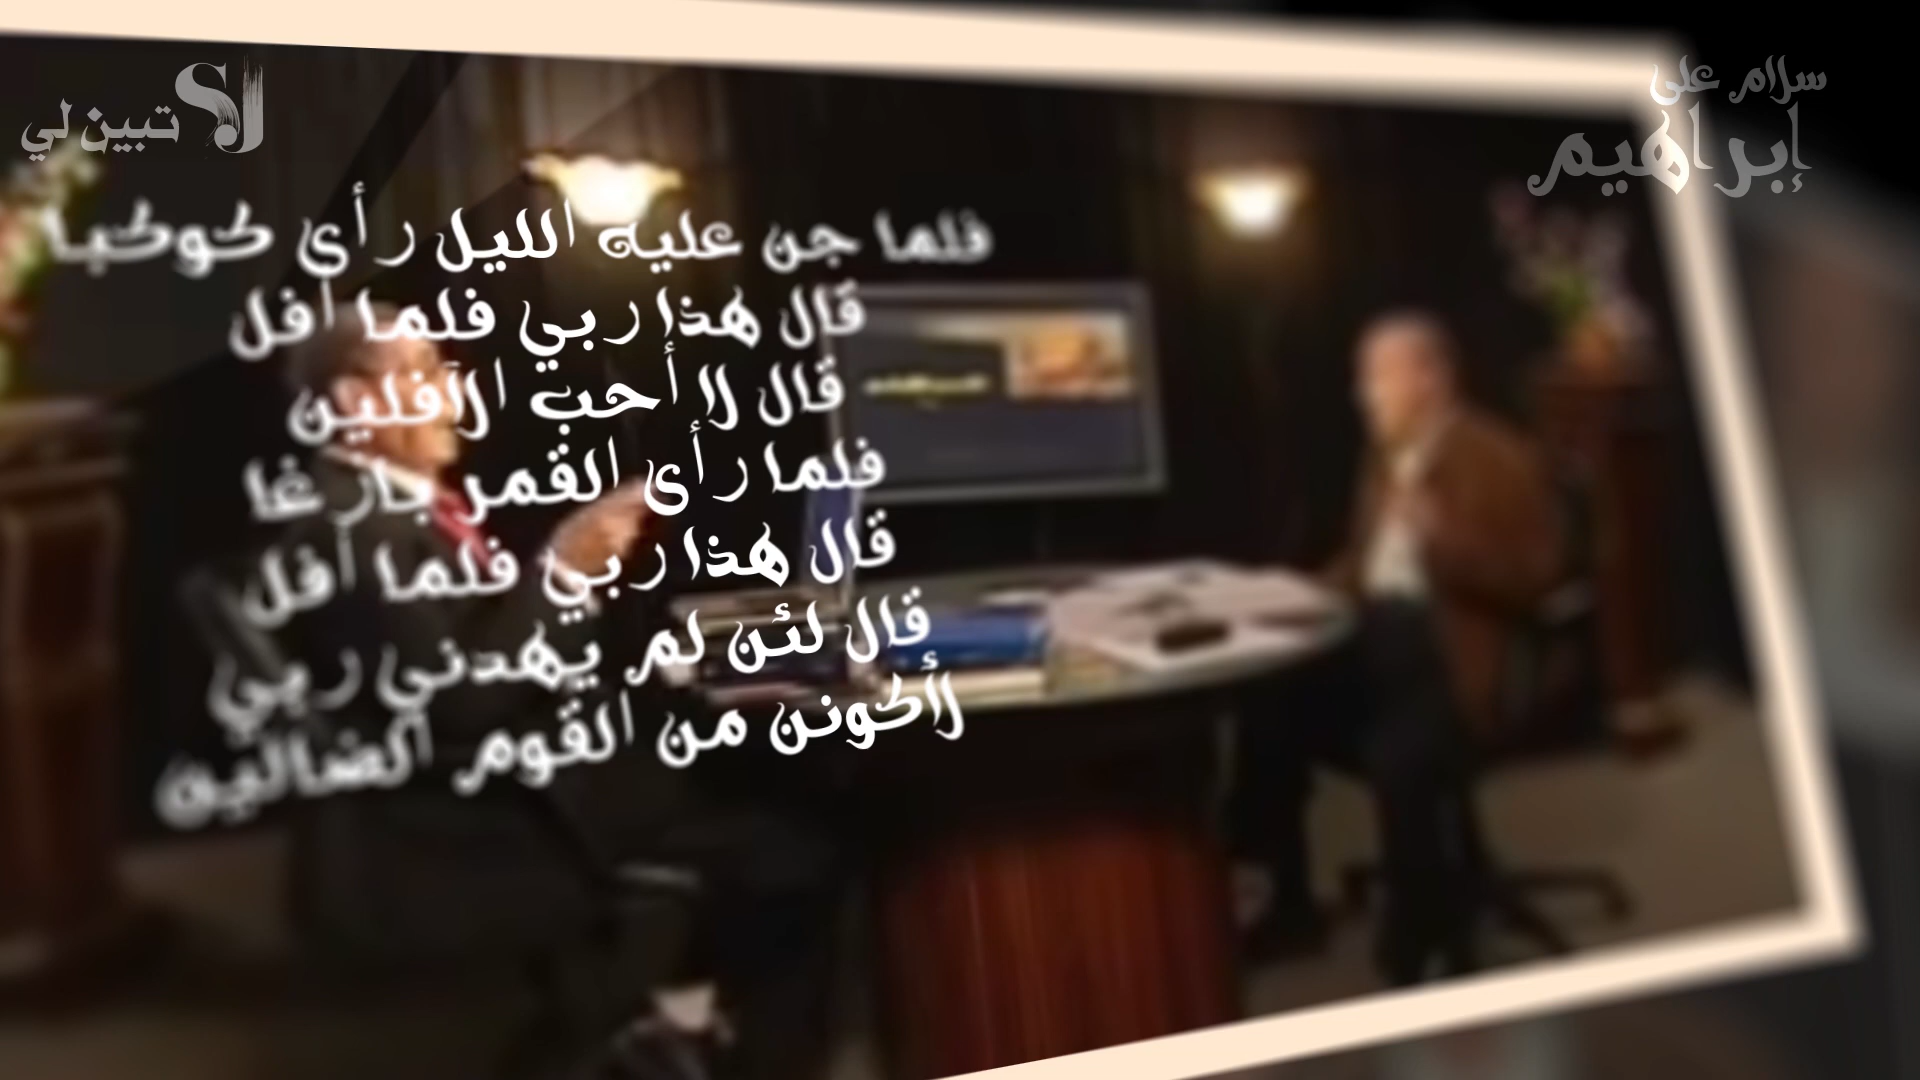 سلام على
إبراهيم
تبين لي
فلما جن عليه الليل رأى كوكبا
قال هذا ربي فلما أفل
قال لا أحب الآفلين
فلما رأى القمر بازغا
قال هذا ربي فلما أفل
قال لئن لم يهدني ربي
لأكونن من القوم الضالين